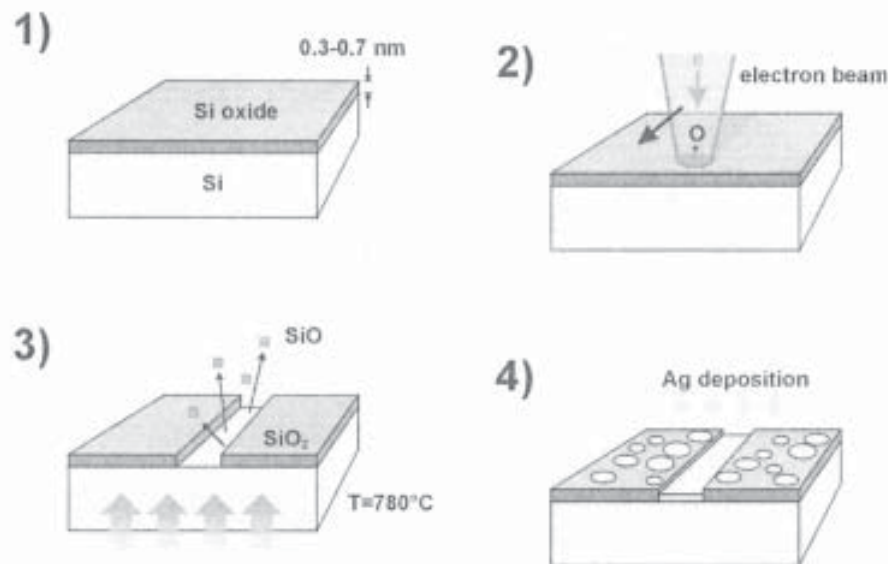 1)
0.3-0.7 nm
Si oxide
Si
2)
electron beam
O
3)
SiO
SiO₂
T=780°C
4)
Ag deposition